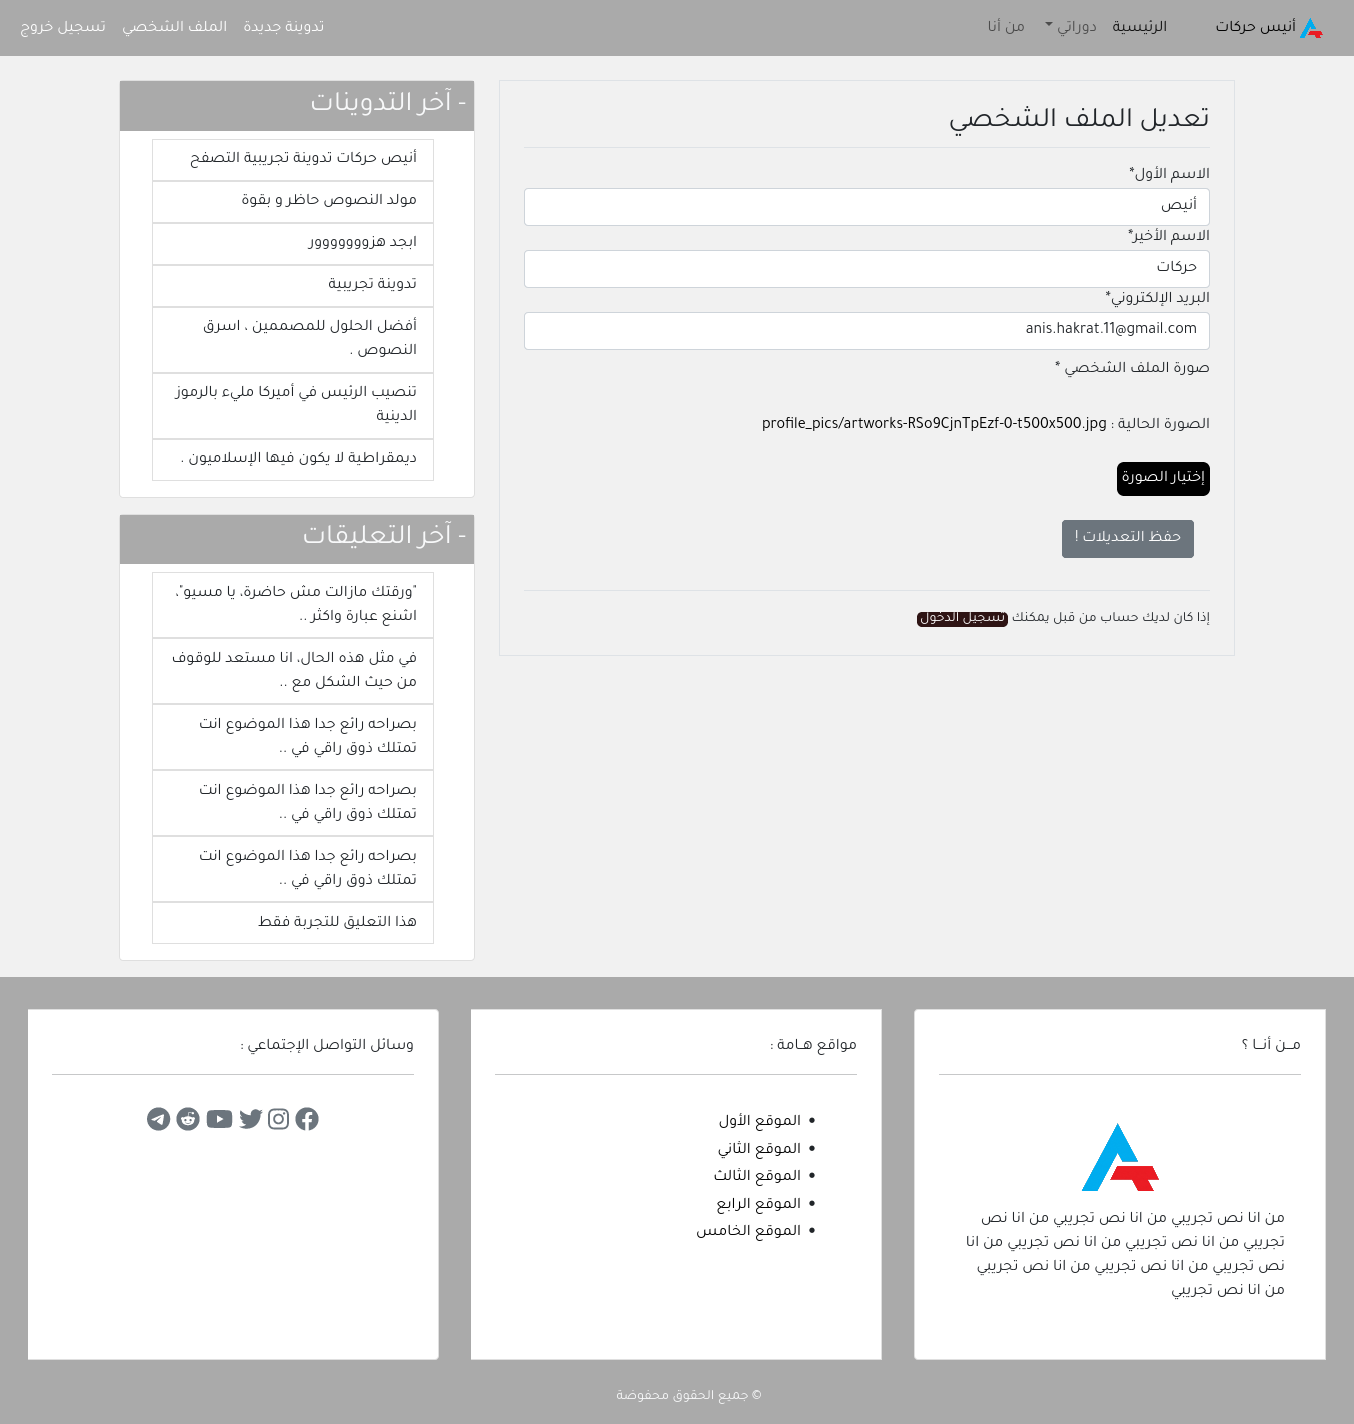 أنيس حركات
الرئيسية
دوراتي
من أنا
تدوينة جديدة
الملف الشخصي
تسجيل خروج
تعديل الملف الشخصي
الاسم الأول*
أنيص
الاسم الأخير*
حركات
البريد الإلكتروني*
anis.hakrat.11@gmail.com
صورة الملف الشخصي *
الصورة الحالية : profile_pics/artworks-RSo9CjnTpEzf-0-t500x500.jpg
إختيار الصورة
حفظ التعديلات !
إذا كان لديك حساب من قبل يمكنك تسجيل الدخول
- آخر التدوينات
أنيص حركات تدوينة تجريبية التصفح
مولد النصوص حاظر و بقوة
ابجد هزوووووووور
تدوينة تجريبية
أفضل الحلول للمصممين ، اسرق
النصوص .
تنصيب الرئيس في أميركا مليء بالرموز
الدينية
ديمقراطية لا يكون فيها الإسلاميون .
- آخر التعليقات
"ورقتك مازالت مش حاضرة، يا مسيو"،
اشنع عبارة واكثر ..
في مثل هذه الحال، انا مستعد للوقوف
من حيث الشكل مع ..
بصراحه رائع جدا هذا الموضوع انت
تمتلك ذوق راقي في ..
بصراحه رائع جدا هذا الموضوع انت
تمتلك ذوق راقي في ..
بصراحه رائع جدا هذا الموضوع انت
تمتلك ذوق راقي في ..
هذا التعليق للتجربة فقط
مــن أنــا ؟
من انا نص تجريبي من انا نص تجريبي من انا نص
تجريبي من انا نص تجريبي من انا نص تجريبي من انا
نص تجريبي من انا نص تجريبي من انا نص تجريبي
من انا نص تجريبي
مواقع هـامة :
• الموقع الأول
• الموقع الثاني
• الموقع الثالث
• الموقع الرابع
• الموقع الخامس
وسائل التواصل الإجتماعي :
© جميع الحقوق محفوضة